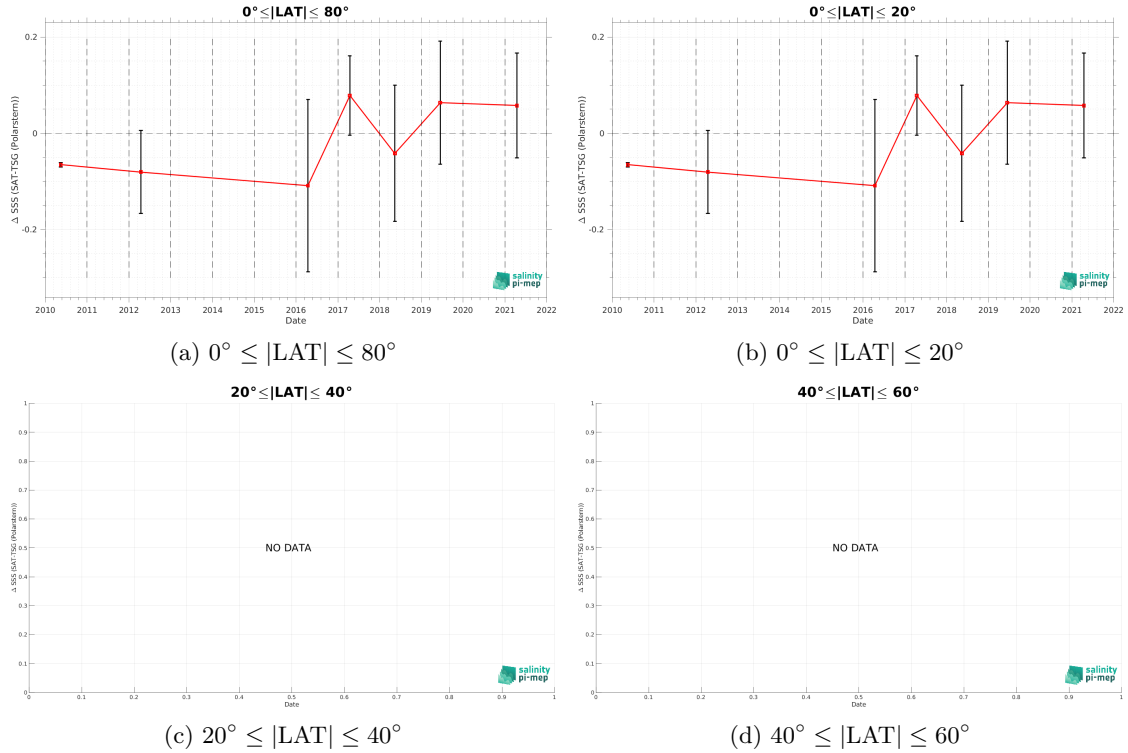 0°≤|LAT|≤ 80°
Δ SSS (SAT-TSG (Polarstern))
0.2
0
-0.2
2010 2011 2012 2013 2014 2015 2016 2017 2018 2019 2020 2021 2022
Date
salinity
pi-mep
(a) 0° ≤ |LAT| ≤ 80°
0°≤|LAT|≤ 20°
Δ SSS (SAT-TSG (Polarstern))
0.2
0
-0.2
2010 2011 2012 2013 2014 2015 2016 2017 2018 2019 2020 2021 2022
Date
salinity
pi-mep
(b) 0° ≤ |LAT| ≤ 20°
20°≤|LAT|≤ 40°
Δ SSS (SAT-TSG (Polarstern))
1
0.9
0.8
0.7
0.6
0.5
0.4
0.3
0.2
0.1
0
NO DATA
0 0.1 0.2 0.3 0.4 0.5 0.6 0.7 0.8 0.9 1
Date
salinity
pi-mep
(c) 20° ≤ |LAT| ≤ 40°
40°≤|LAT|≤ 60°
Δ SSS (SAT-TSG (Polarstern))
1
0.9
0.8
0.7
0.6
0.5
0.4
0.3
0.2
0.1
0
NO DATA
0 0.1 0.2 0.3 0.4 0.5 0.6 0.7 0.8 0.9 1
Date
salinity
pi-mep
(d) 40° ≤ |LAT| ≤ 60°